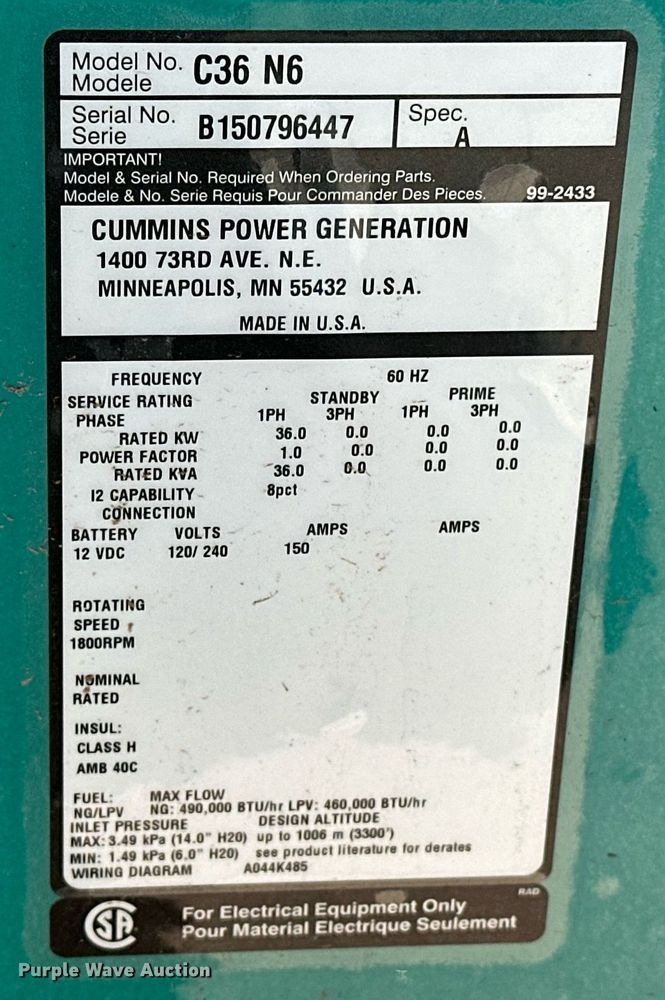 Model No. C36 N6
Modele
Serial No. B150796447 Spec.
Serie A
IMPORTANT!
Model & Serial No. Required When Ordering Parts.
Modele & No. Serie Requis Pour Commander Des Pieces. 99-2433
CUMMINS POWER GENERATION
1400 73RD AVE. N.E.
MINNEAPOLIS, MN 55432 U.S.A.
MADE IN U.S.A.
FREQUENCY 60 HZ
SERVICE RATING STANDBY PRIME
PHASE 1PH 3PH 1PH 3PH
RATED KW 36.0 0.0 0.0 0.0
POWER FACTOR 1.0 0.0 0.0 0.0
RATED KVA 36.0 0.0 0.0 0.0
I2 CAPABILITY 8pct
CONNECTION
BATTERY VOLTS AMPS AMPS
12 VDC 120/ 240 150
ROTATING
SPEED
1800RPM
NOMINAL
RATED
INSUL:
CLASS H
AMB 40C
FUEL: MAX FLOW
NG/LPV NG: 490,000 BTU/hr LPV: 460,000 BTU/hr
INLET PRESSURE DESIGN ALTITUDE
MAX: 3.49 kPa (14.0" H20) up to 1006 m (3300')
MIN: 1.49 kPa (6.0" H20) see product literature for derates
WIRING DIAGRAM A044K485
RAD
SA For Electrical Equipment Only
Pour Material Electrique Seulement
Purple Wave Auction